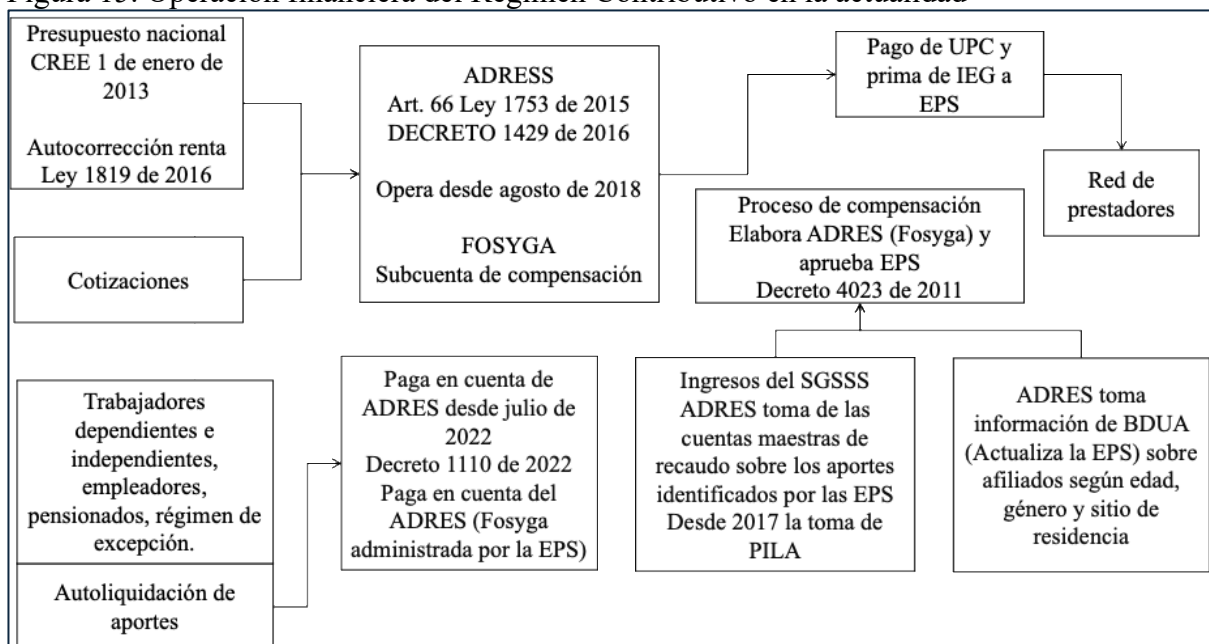 Figura 13. Operación financiera del Régimen Contributivo en la actualidad
Presupuesto nacional
CREE 1 de enero de
2013
Autocorrección renta
Ley 1819 de 2016
Cotizaciones
ADRESS
Art. 66 Ley 1753 de 2015
DECRETO 1429 de 2016
Opera desde agosto de 2018
FOSYGA
Subcuenta de compensación
Pago de UPC y
prima de IEG a
EPS
Red de
prestadores
Proceso de compensación
Elabora ADRES (Fosyga) y
aprueba EPS
Decreto 4023 de 2011
Trabajadores
dependientes e
independientes,
empleadores,
pensionados, régimen de
excepción.
Autoliquidación de
aportes
Paga en cuenta de
ADRES desde julio de
2022
Decreto 1110 de 2022
Paga en cuenta del
ADRES (Fosyga
administrada por la EPS)
Ingresos del SGSSS
ADRES toma de las
cuentas maestras de
recaudo sobre los aportes
identificados por las EPS
Desde 2017 la toma de
PILA
ADRES toma
información de BDUA
(Actualiza la EPS) sobre
afiliados según edad,
género y sitio de
residencia